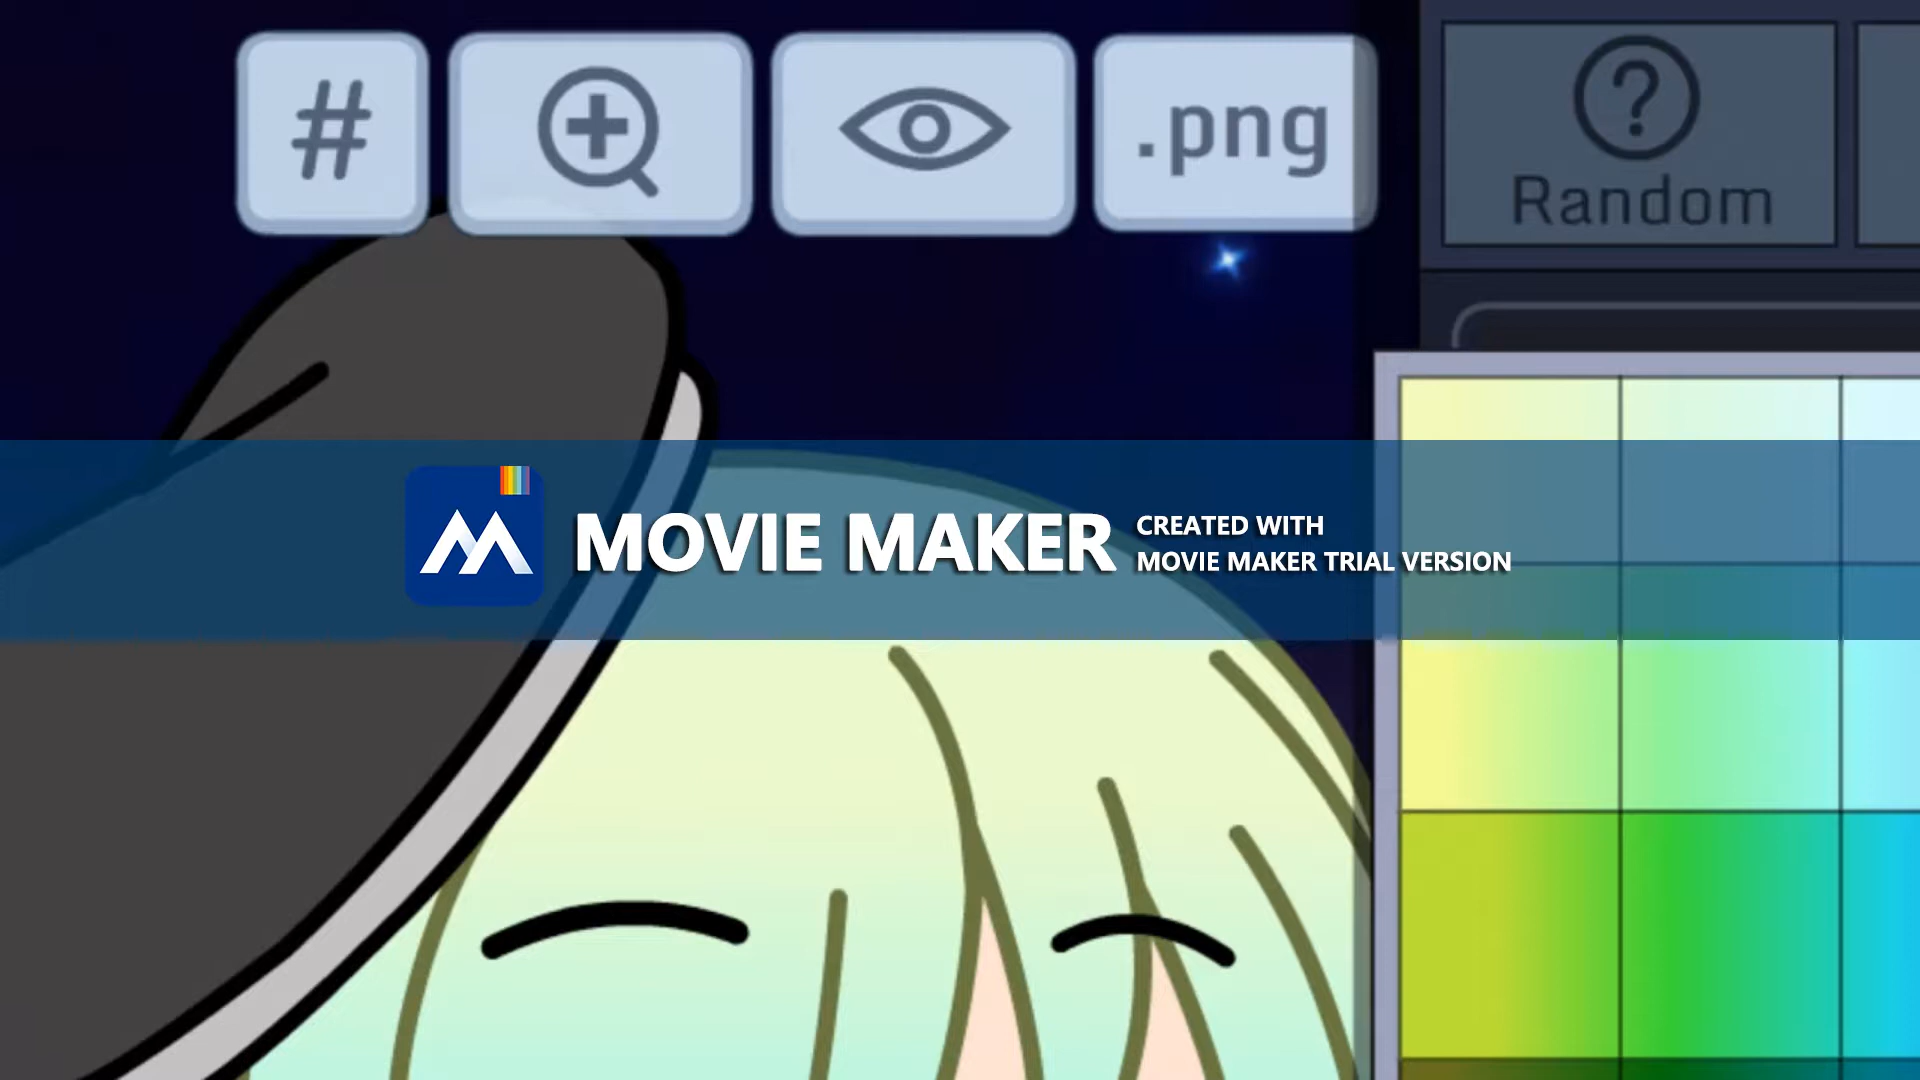 #
.png
Random
MOVIE MAKER
CREATED WITH
MOVIE MAKER TRIAL VERSION